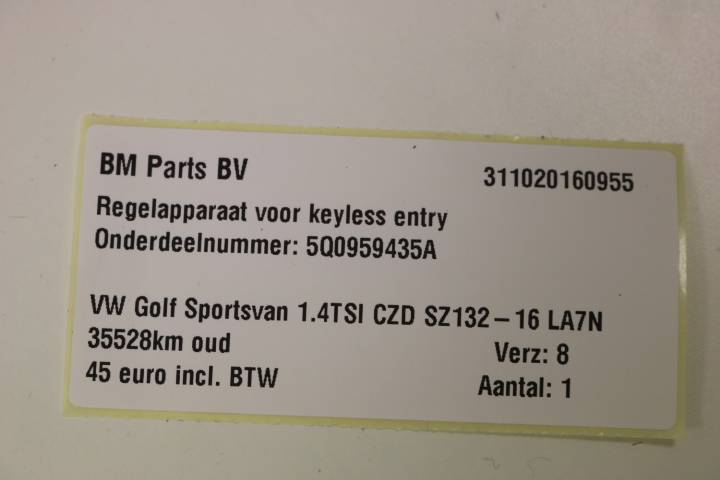 BM Parts BV 311020160955
Regelapparaat voor keyless entry
Onderdeelnummer: 5Q0959435A
VW Golf Sportsvan 1.4TSI CZD SZ132-16 LA7N
35528km oud Verz: 8
45 euro incl. BTW Aantal: 1